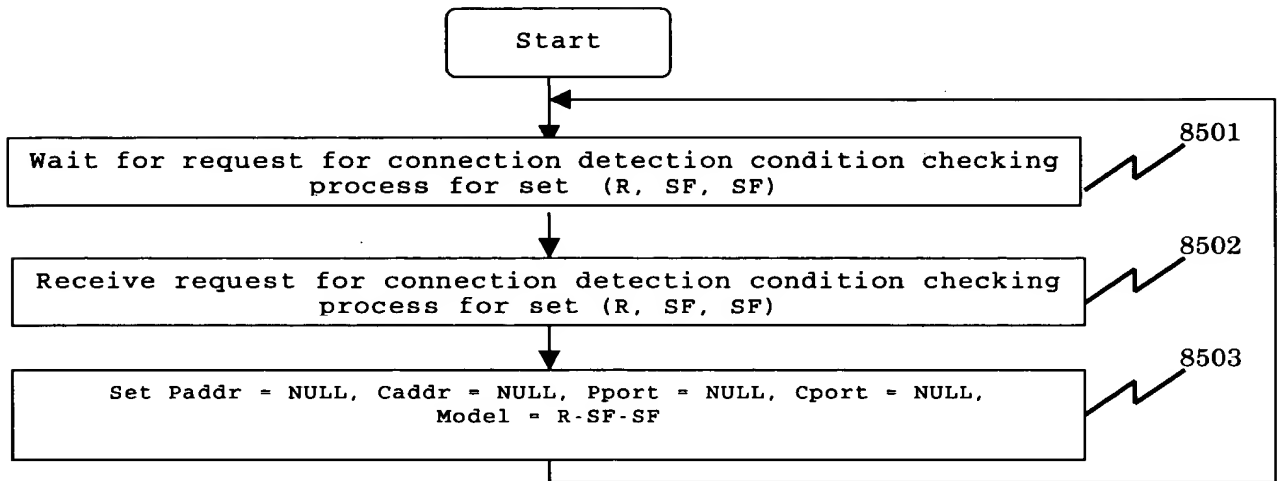 Start
8501
Wait for request for connection detection condition checking
process for set (R, SF, SF)
8502
Receive request for connection detection condition checking
process for set (R, SF, SF)
8503
Set Paddr = NULL, Caddr = NULL, Pport = NULL, Cport = NULL,
Model = R-SF-SF